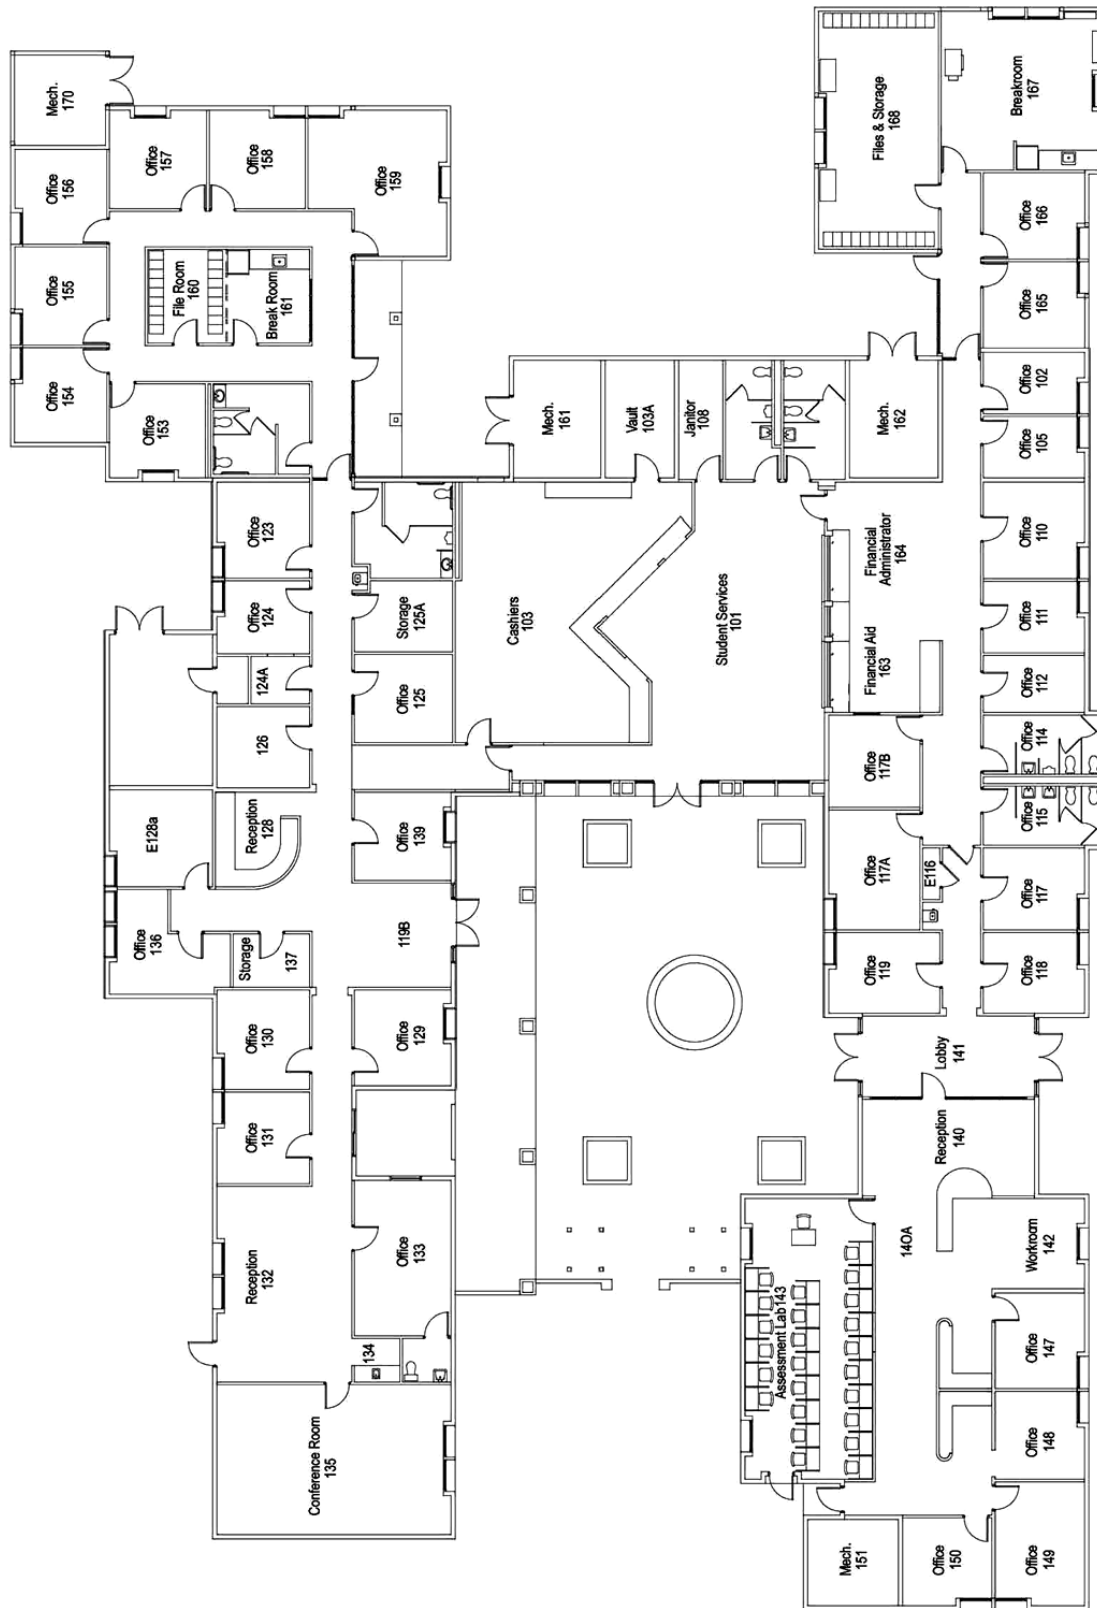 Mech.
170
Office
156
Office
155
Office
154
Office
157
Office
158
Office
159
File Room
160
Break Room
161
Office
153
Files & Storage
168
Breakroom
167
Office
166
Office
165
Office
102
Office
105
Mech.
161
Vault
103A
Janitor
108
Mech.
162
Office
123
Office
124
124A
126
Storage
125A
Office
125
Cashiers
103
Student Services
101
Financial
Administrator
164
Financial Aid
163
Office
110
Office
111
Office
112
Office
114
Office
115
Office
117B
Office
117A
E116
Office
117
Office
118
Office
119
E128a
Reception
128
Office
139
Office
136
Storage
137
119B
Office
130
Office
129
Office
131
Reception
132
Office
133
134
Conference Room
135
Lobby
141
Reception
140
140A
Workroom
142
Assessment Lab143
Office
147
Office
148
Office
149
Office
150
Mech.
151